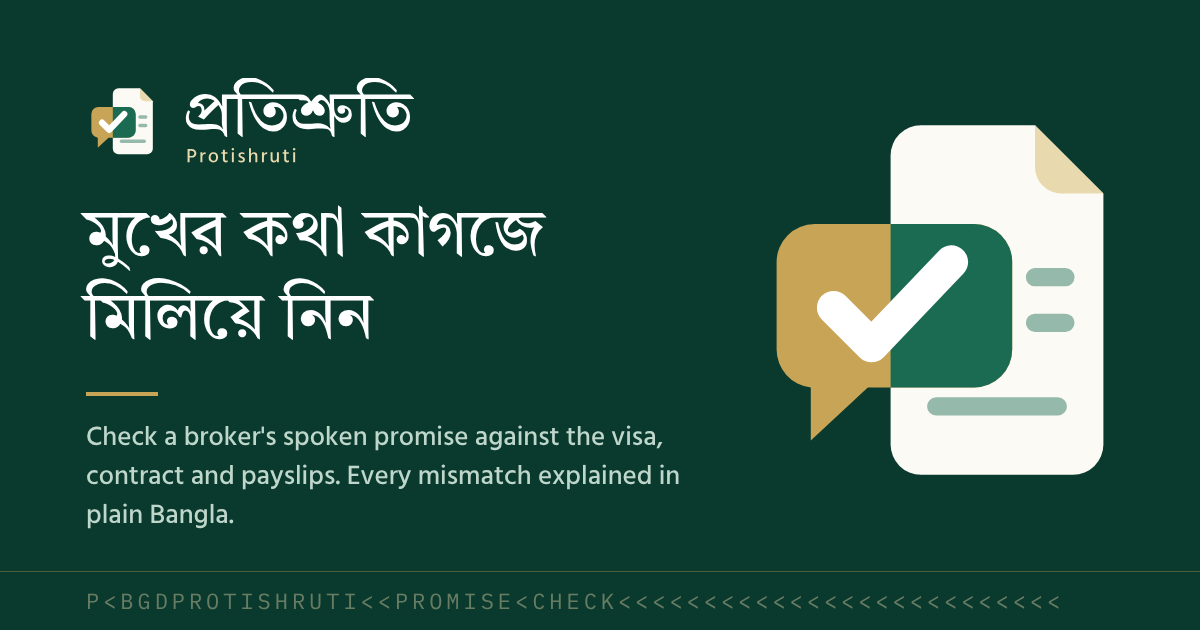 প্রতিশ্রুতি
Protishruti
মুখের কথা কাগজে
মিলিয়ে নিন
Check a broker's spoken promise against the visa,
contract and payslips. Every mismatch explained in
plain Bangla.
P<BGDPROTISHRUTI<<PROMISE<CHECK<<<<<<<<<<<<<<<<<<<<<<<<<<